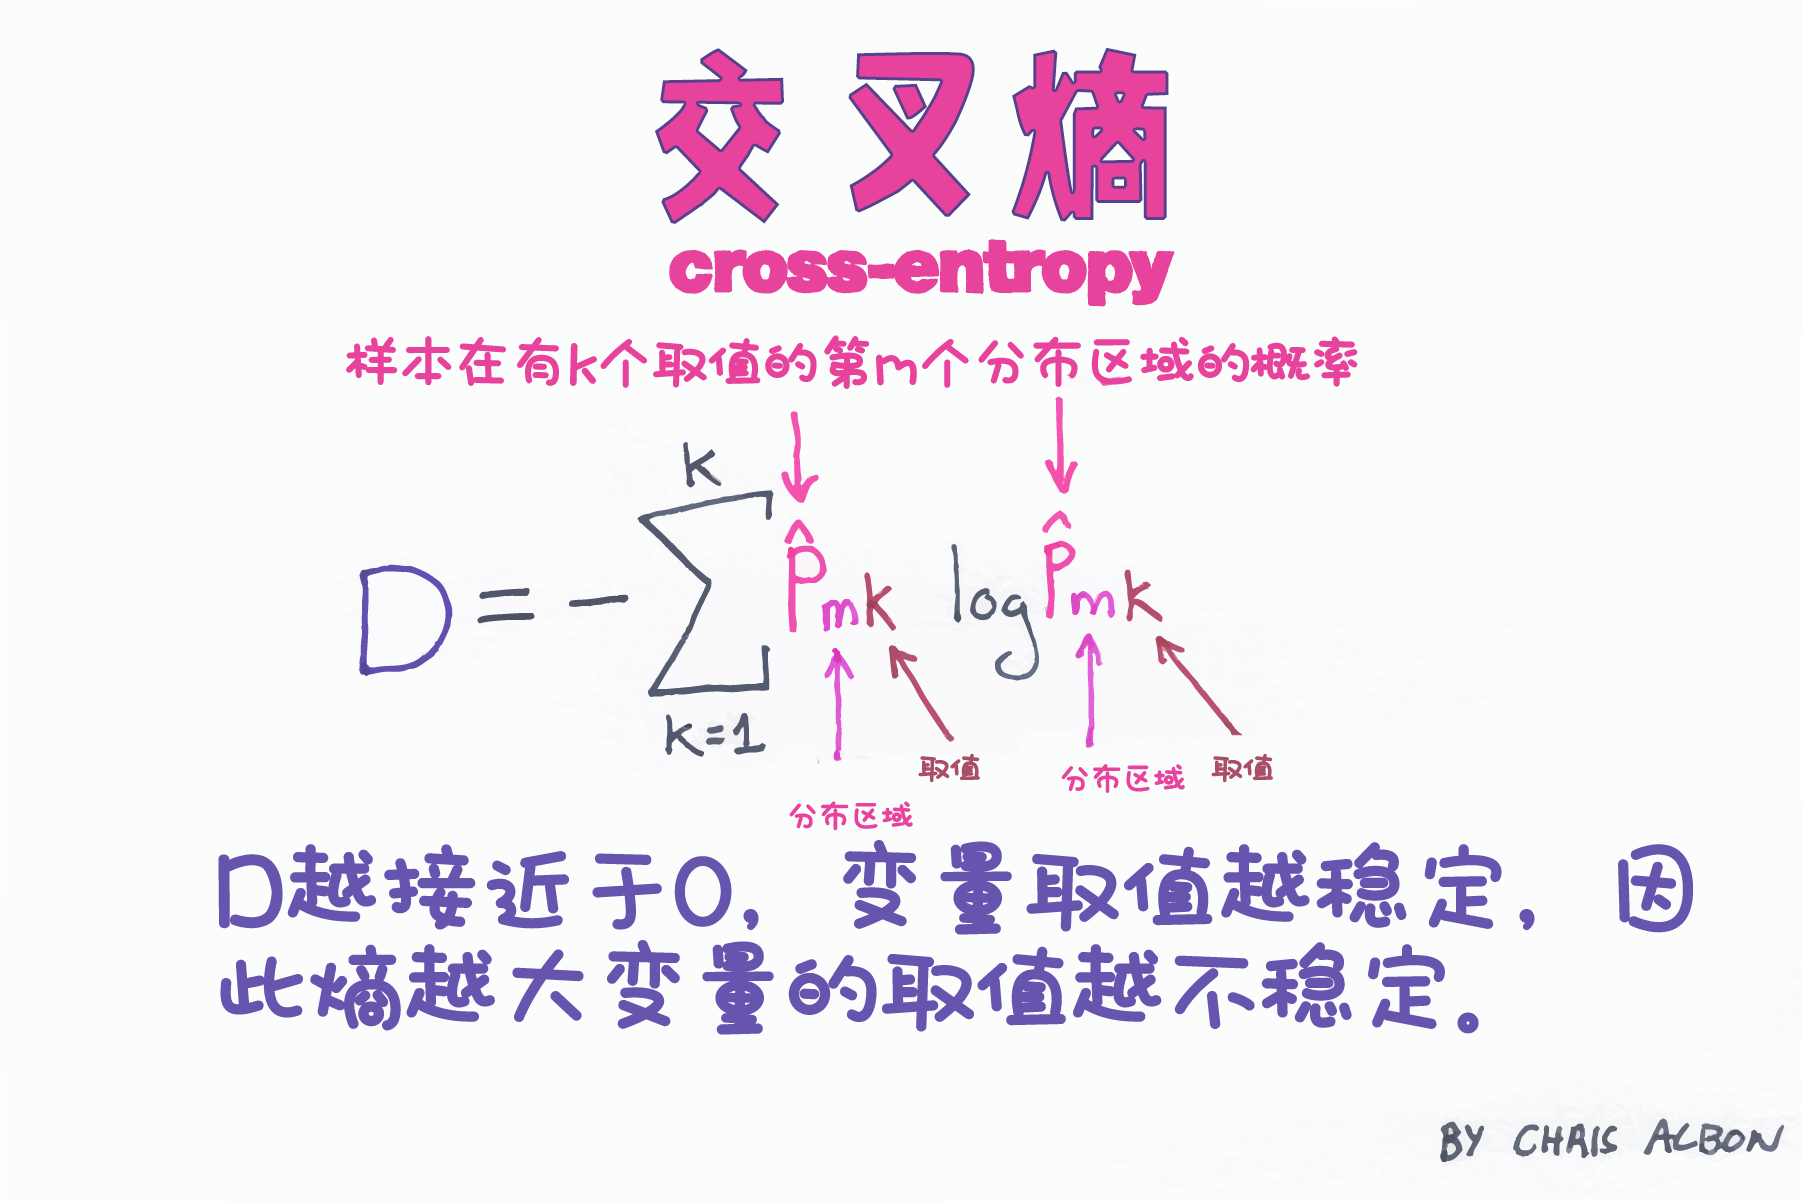 交叉熵
cross-entropy
样本在有k个取值的第m个分布区域的概率
K
D = - ∑ P̂mk log P̂mk
k=1
取值
分布区域
取值
分布区域
D越接近于0，变量取值越稳定，因
此熵越大变量的取值越不稳定。
BY CHRIS ALBON